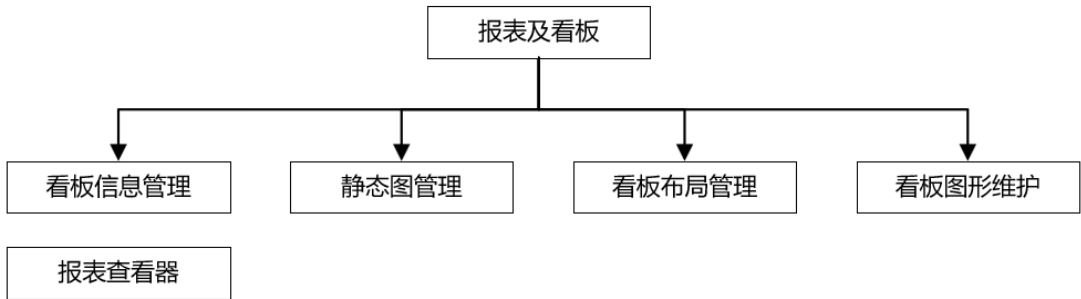 报表及看板
看板信息管理
静态图管理
看板布局管理
看板图形维护
报表查看器